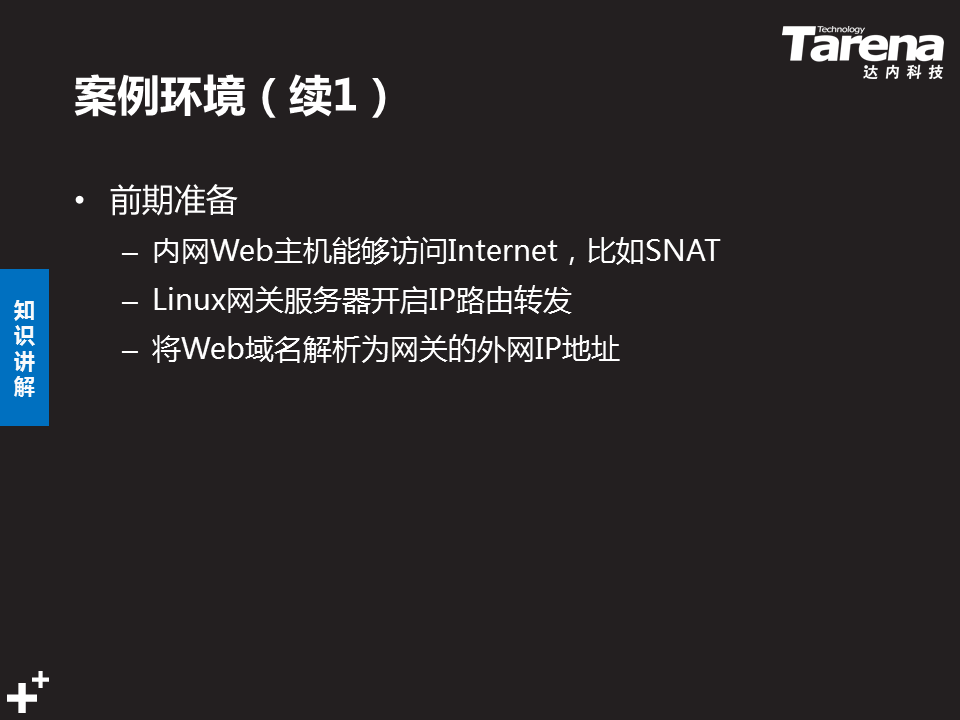 Technology
Tarena
达内科技
案例环境（续1）
• 前期准备
– 内网Web主机能够访问Internet，比如SNAT
– Linux网关服务器开启IP路由转发
– 将Web域名解析为网关的外网IP地址
知识讲解